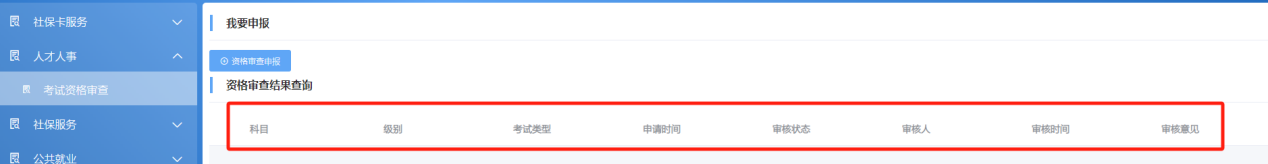 社保卡服务
人才人事
考试资格审查
社保服务
公共就业
我要申报
资格审查申报
资格审查结果查询
科目 级别 考试类型 申请时间 审核状态 审核人 审核时间 审核意见